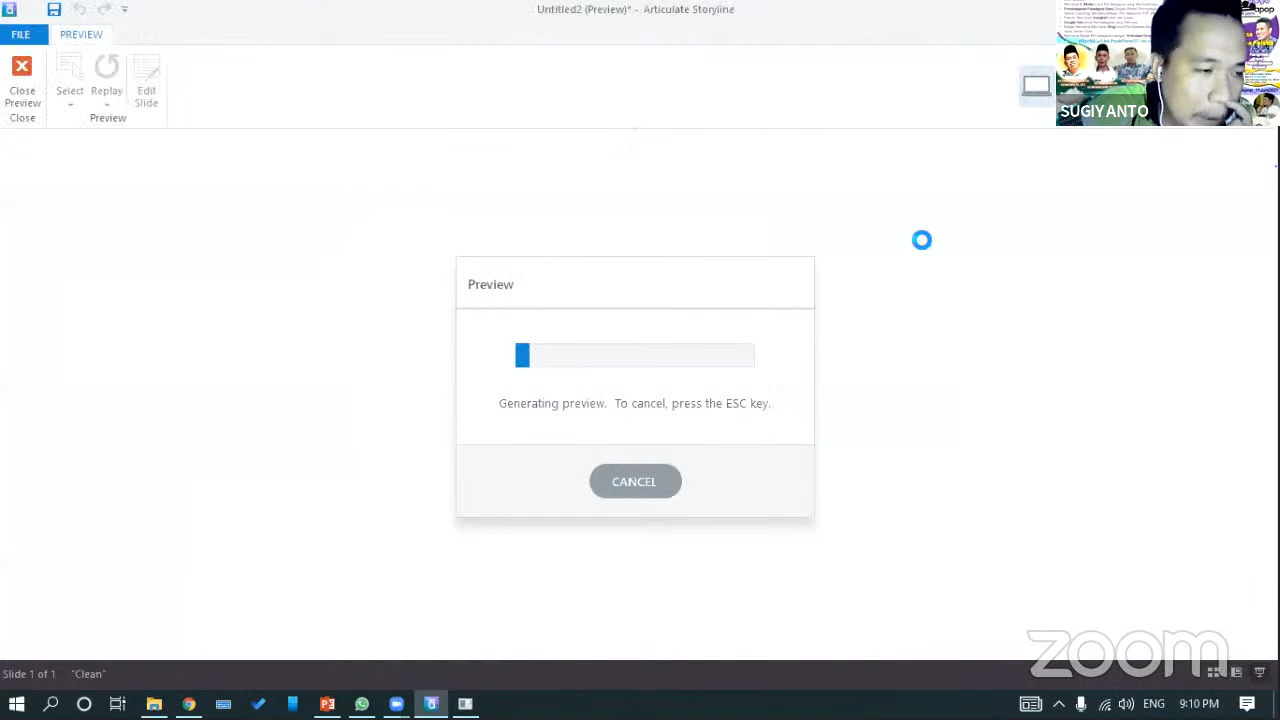 Untitled2 (Preview) - Articulate Storyline
FILE
PREVIEW
Close
Preview
Select
Replay
Edit
Slide
Close
Preview
SUGIYANTO
Preview
Generating preview. To cancel, press the ESC key.
CANCEL
zoom
Slide 1 of 1
"Clean"
ENG
9:10 PM